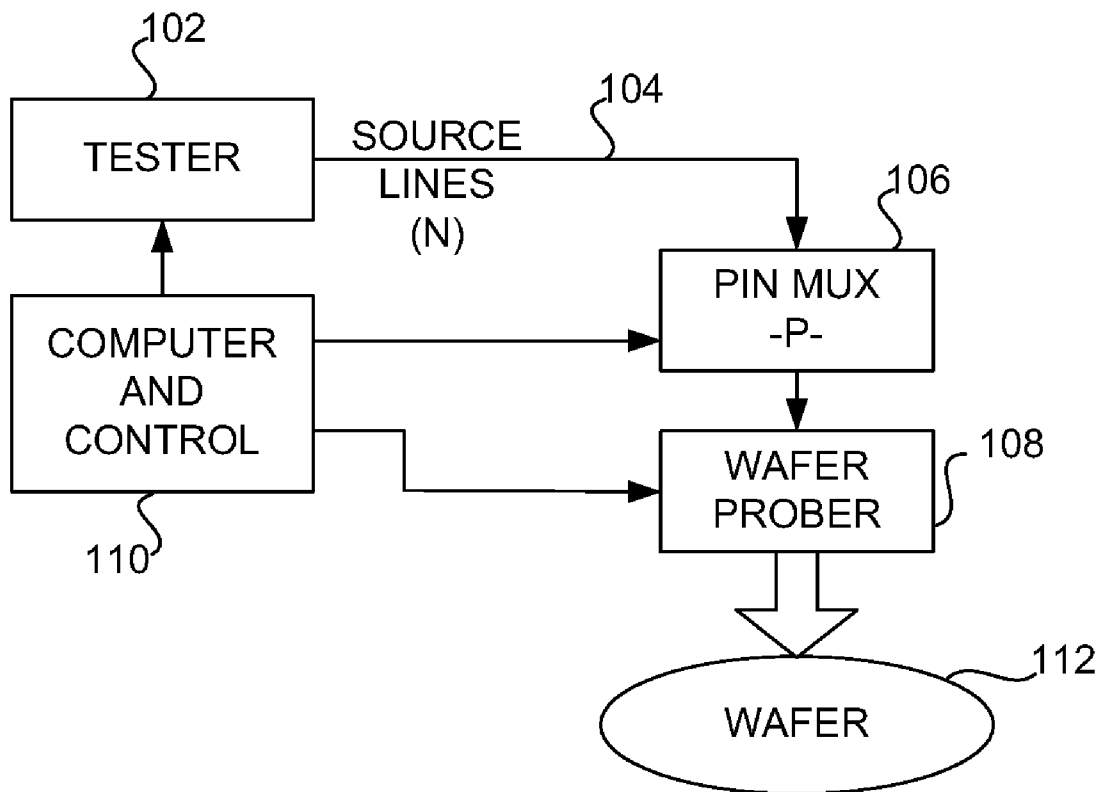 102
TESTER
SOURCE
LINES
(N)
104
106
PIN MUX
-P-
COMPUTER
AND
CONTROL
110
WAFER
PROBER
108
112
WAFER